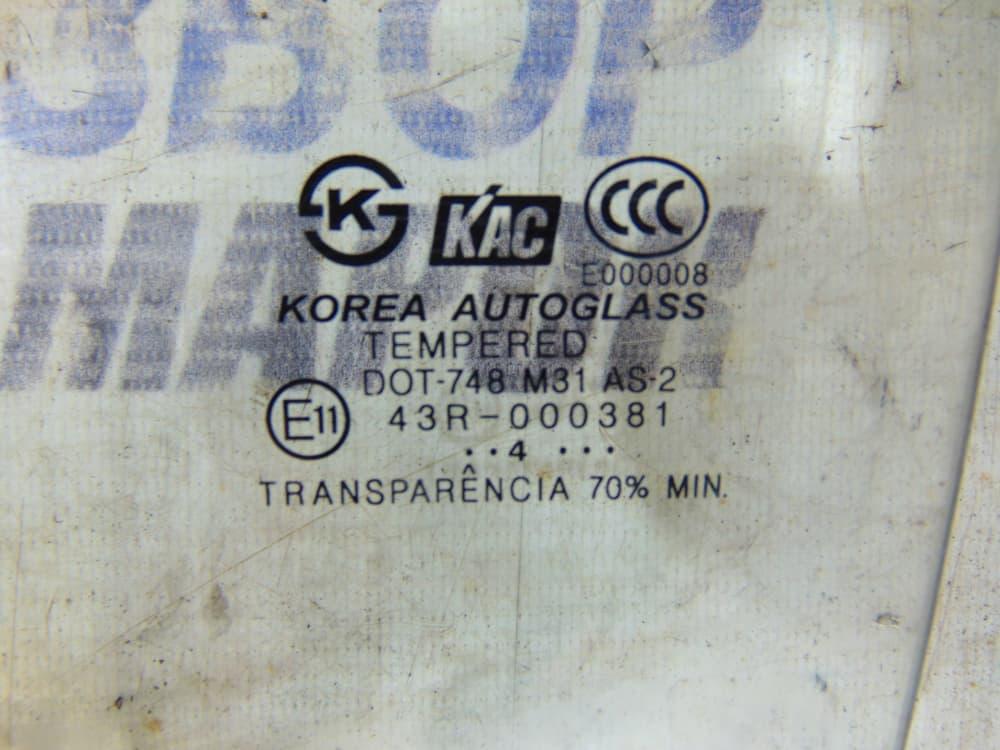 K KAC CCC
E000008
KOREA AUTOGLASS
TEMPERED
DOT-748 M31 AS-2
E11 43R-000381
··4 ···
TRANSPARÊNCIA 70% MIN.